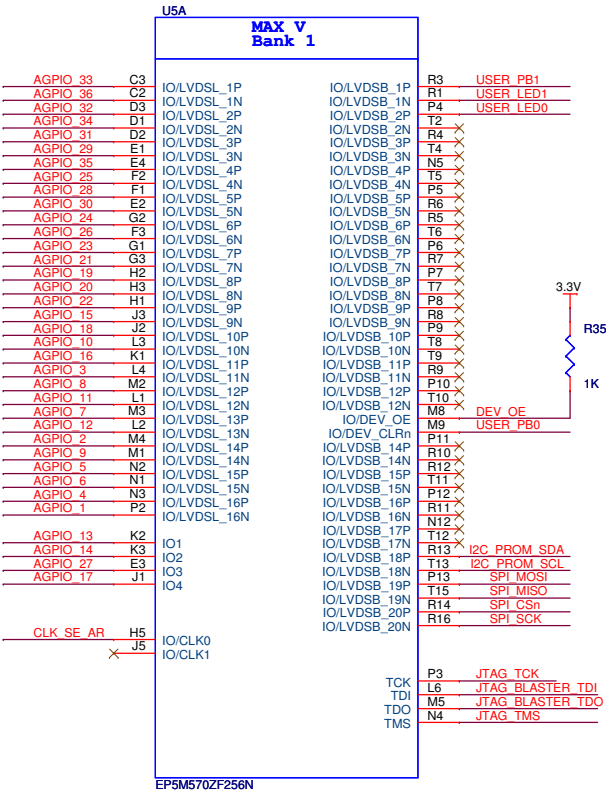 U5A
MAX V
Bank 1
AGPIO_33 C3 IO/LVDSL_1P IO/LVDSB_1P R3 USER_PB1
AGPIO_36 C2 IO/LVDSL_1N IO/LVDSB_1N R1 USER_LED1
AGPIO_32 D3 IO/LVDSL_2P IO/LVDSB_2P P4 USER_LED0
AGPIO_34 D1 IO/LVDSL_2N IO/LVDSB_2N T2
AGPIO_31 D2 IO/LVDSL_3P IO/LVDSB_3P R4
AGPIO_29 E1 IO/LVDSL_3N IO/LVDSB_3N T4
AGPIO_35 E4 IO/LVDSL_4P IO/LVDSB_4P N5
AGPIO_25 F2 IO/LVDSL_4N IO/LVDSB_4N T5
AGPIO_28 F1 IO/LVDSL_5P IO/LVDSB_5P P5
AGPIO_30 E2 IO/LVDSL_5N IO/LVDSB_5N R6
AGPIO_24 G2 IO/LVDSL_6P IO/LVDSB_6P R5
AGPIO_26 F3 IO/LVDSL_6N IO/LVDSB_6N T6
AGPIO_23 G1 IO/LVDSL_7P IO/LVDSB_7P P6
AGPIO_21 G3 IO/LVDSL_7N IO/LVDSB_7N R7
AGPIO_19 H2 IO/LVDSL_8P IO/LVDSB_8P P7
AGPIO_20 H3 IO/LVDSL_8N IO/LVDSB_8N T7
3.3V
AGPIO_22 H1 IO/LVDSL_9P IO/LVDSB_9P P8
AGPIO_15 J3 IO/LVDSL_9N IO/LVDSB_9N R8
AGPIO_18 J2 IO/LVDSL_10P IO/LVDSB_10P P9
R35
AGPIO_10 L3 IO/LVDSL_10N IO/LVDSB_10N T8
AGPIO_16 K1 IO/LVDSL_11P IO/LVDSB_11P T9
AGPIO_3 L4 IO/LVDSL_11N IO/LVDSB_11N R9
AGPIO_8 M2 IO/LVDSL_12P IO/LVDSB_12P P10
1K
AGPIO_11 L1 IO/LVDSL_12N IO/LVDSB_12N T10
AGPIO_7 M3 IO/LVDSL_13P IO/DEV_OE M8 DEV_OE
AGPIO_12 L2 IO/LVDSL_13N IO/DEV_CLRn M9 USER_PB0
AGPIO_2 M4 IO/LVDSL_14P IO/LVDSB_14P P11
AGPIO_9 M1 IO/LVDSL_14N IO/LVDSB_14N R10
AGPIO_5 N2 IO/LVDSL_15P IO/LVDSB_15P R12
AGPIO_6 N1 IO/LVDSL_15N IO/LVDSB_15N T11
AGPIO_4 N3 IO/LVDSL_16P IO/LVDSB_16P P12
AGPIO_1 P2 IO/LVDSL_16N IO/LVDSB_16N R11
IO/LVDSB_17P N12
AGPIO_13 K2 IO1 IO/LVDSB_17N T12
AGPIO_14 K3 IO2 IO/LVDSB_18P R13 I2C_PROM_SDA
AGPIO_27 E3 IO3 IO/LVDSB_18N T13 I2C_PROM_SCL
AGPIO_17 J1 IO4 IO/LVDSB_19P P13 SPI_MOSI
IO/LVDSB_19N T15 SPI_MISO
IO/LVDSB_20P R14 SPI_CSn
IO/LVDSB_20N R16 SPI_SCK
CLK_SE_AR H5 IO/CLK0
J5 IO/CLK1
TCK P3 JTAG_TCK
TDI L6 JTAG_BLASTER_TDI
TDO M5 JTAG_BLASTER_TDO
TMS N4 JTAG_TMS
EP5M570ZF256N